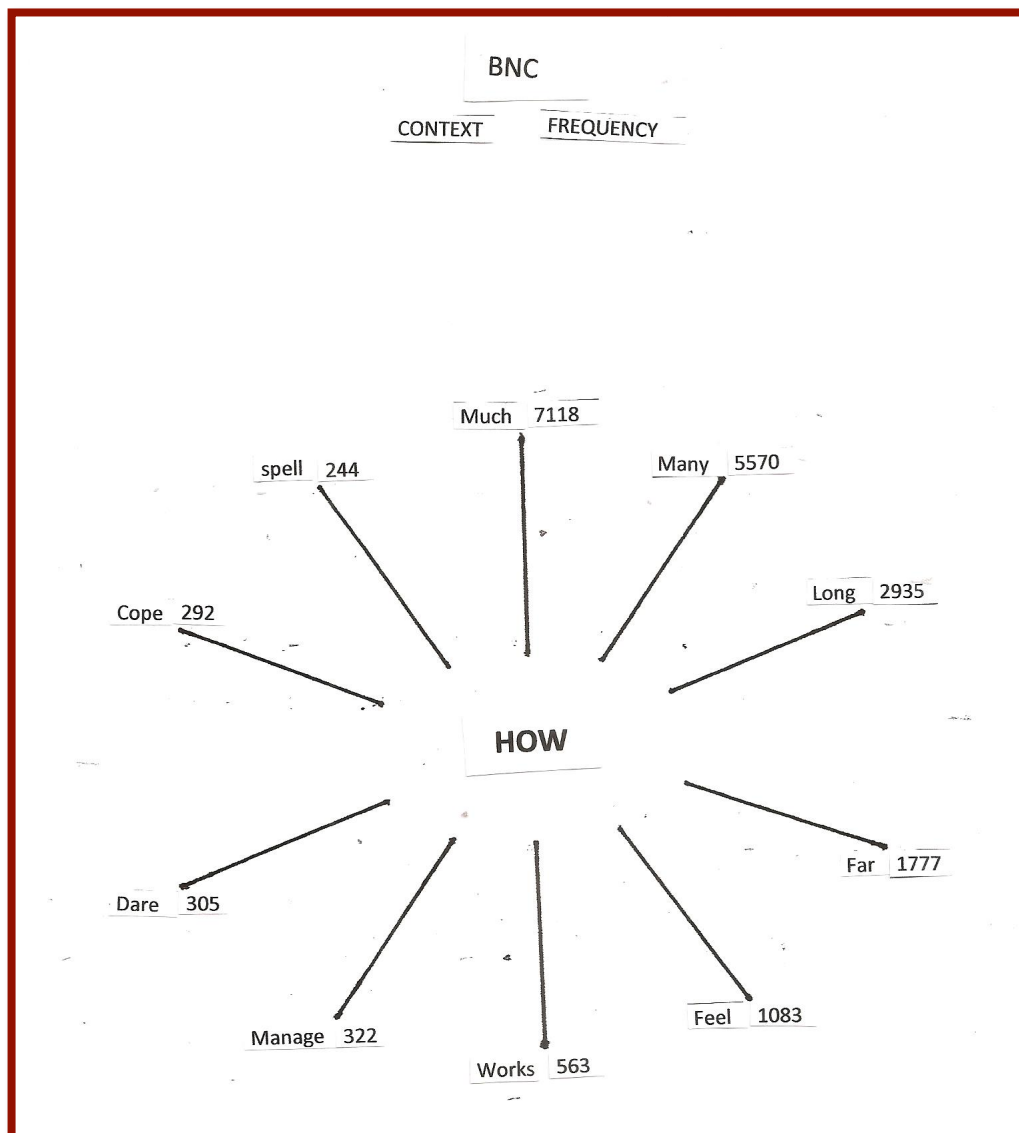 BNC
CONTEXT FREQUENCY
Much 7118
spell 244
Many 5570
Long 2935
Cope 292
HOW
Far 1777
Dare 305
Feel 1083
Manage 322
Works 563